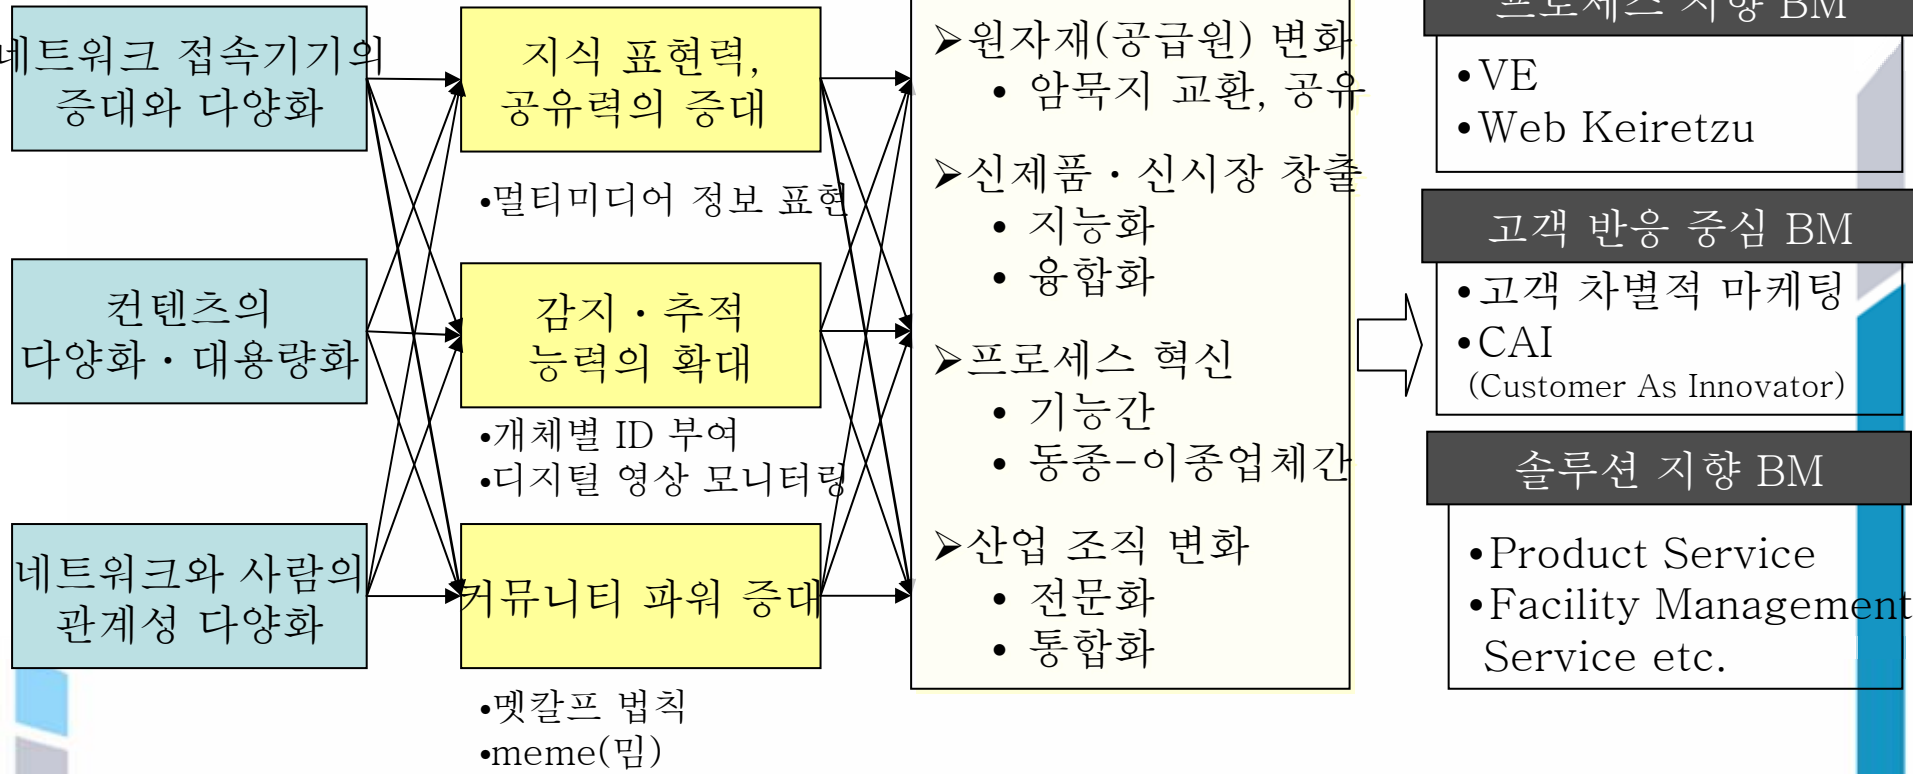 네트워크 접속기기의
증대와 다양화
컨텐츠의
다양화 · 대용량화
네트워크와 사람의
관계성 다양화
지식 표현력,
공유력의 증대
•멀티미디어 정보 표현
감지 · 추적
능력의 확대
•개체별 ID 부여
•디지털 영상 모니터링
커뮤니티 파워 증대
•멧칼프 법칙
•meme(밈)
➢원자재(공급원) 변화
• 암묵지 교환, 공유
➢신제품 · 신시장 창출
• 지능화
• 융합화
➢프로세스 혁신
• 기능간
• 동종-이종업체간
➢산업 조직 변화
• 전문화
• 통합화
프로세스 지향 BM
•VE
•Web Keiretzu
고객 반응 중심 BM
•고객 차별적 마케팅
•CAI
(Customer As Innovator)
솔루션 지향 BM
•Product Service
•Facility Management
Service etc.